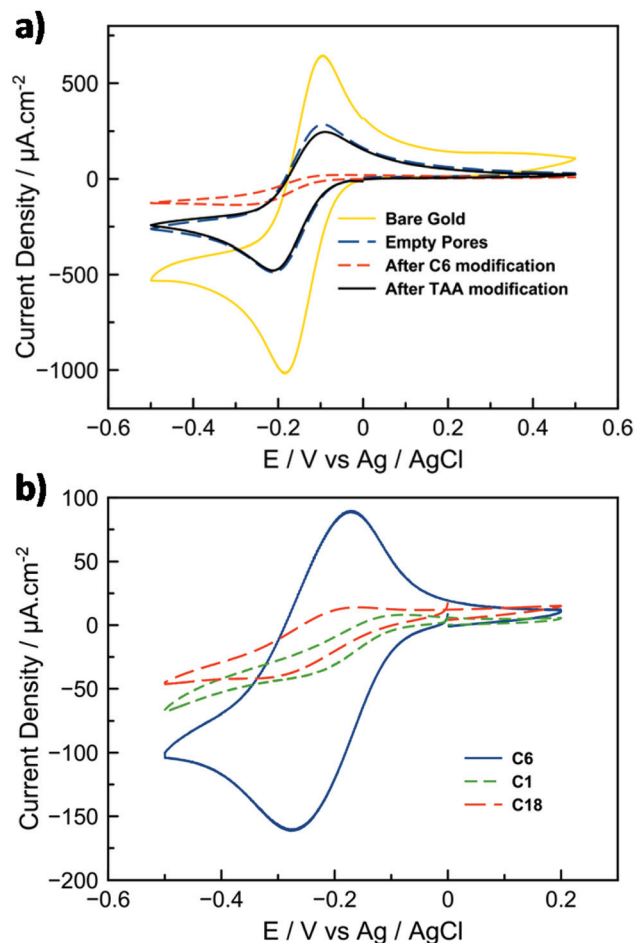 a)
Current Density / µA.cm⁻²
500
250
0
−500
−1000
Bare Gold
Empty Pores
After C6 modification
After TAA modification
−0.6 −0.4 −0.2 0 0.2 0.4 0.6
E / V vs Ag / AgCl
b)
Current Density / µA.cm⁻²
100
50
0
−50
−100
−150
−200
C6
C1
C18
−0.6 −0.4 −0.2 0 0.2
E / V vs Ag / AgCl